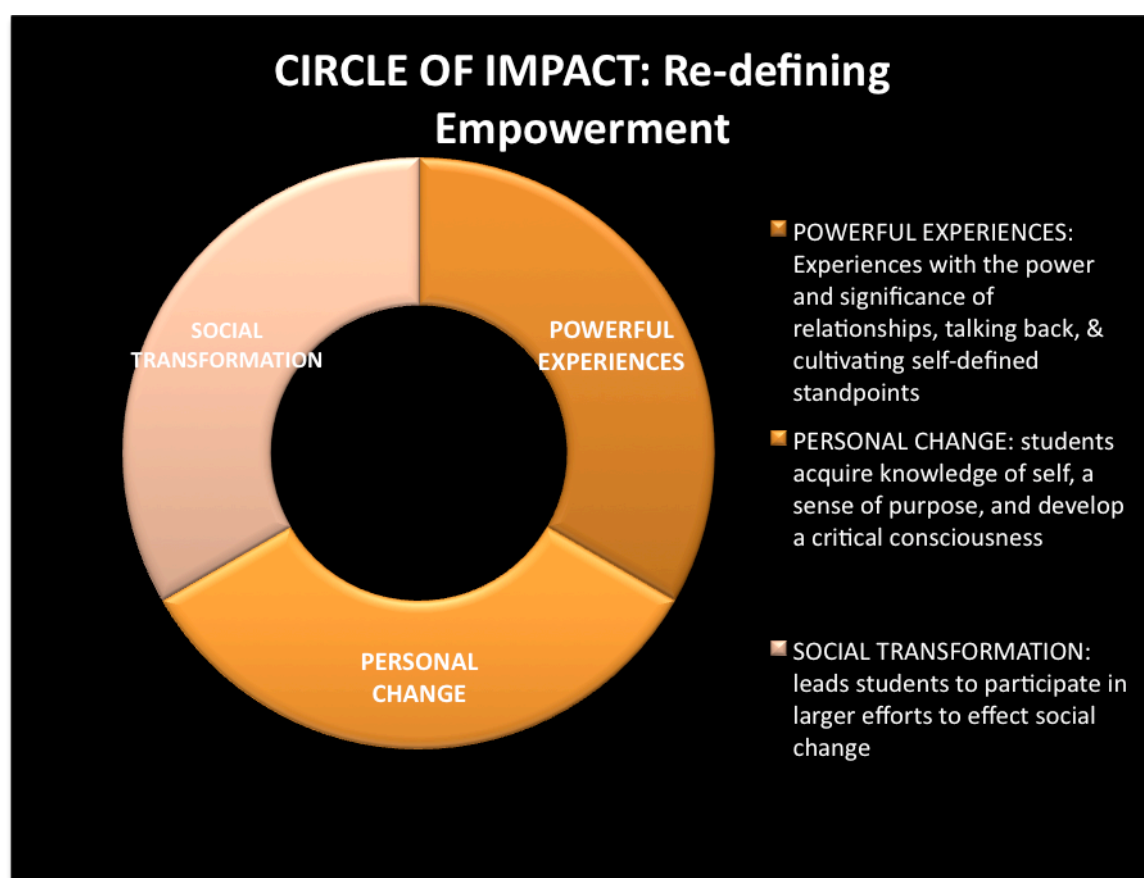 CIRCLE OF IMPACT: Re-defining
Empowerment
SOCIAL
TRANSFORMATION
POWERFUL
EXPERIENCES
PERSONAL
CHANGE
POWERFUL EXPERIENCES:
Experiences with the power
and significance of
relationships, talking back, &
cultivating self-defined
standpoints
PERSONAL CHANGE: students
acquire knowledge of self, a
sense of purpose, and develop
a critical consciousness
SOCIAL TRANSFORMATION:
leads students to participate in
larger efforts to effect social
change